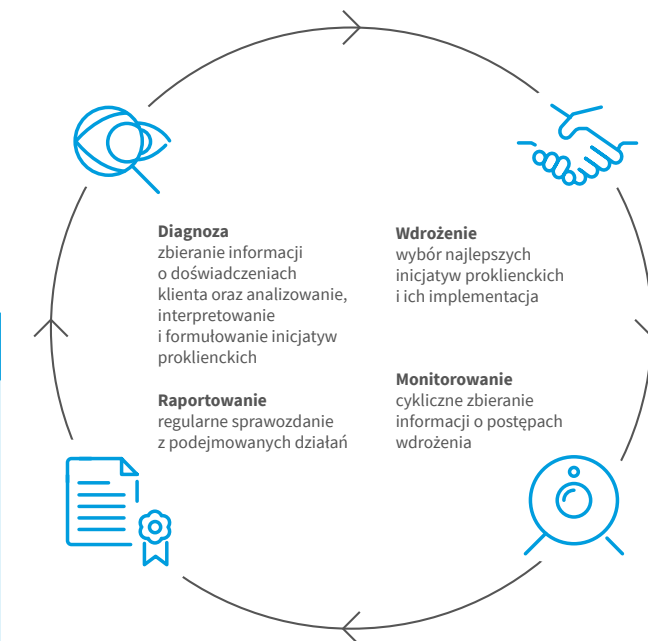 Diagnoza
zbieranie informacji
o doświadczeniach
klienta oraz analizowanie,
interpretowanie
i formułowanie inicjatyw
proklienckich
Wdrożenie
wybór najlepszych
inicjatyw proklienckich
i ich implementacja
Raportowanie
regularne sprawozdanie
z podejmowanych działań
Monitorowanie
cykliczne zbieranie
informacji o postępach
wdrożenia